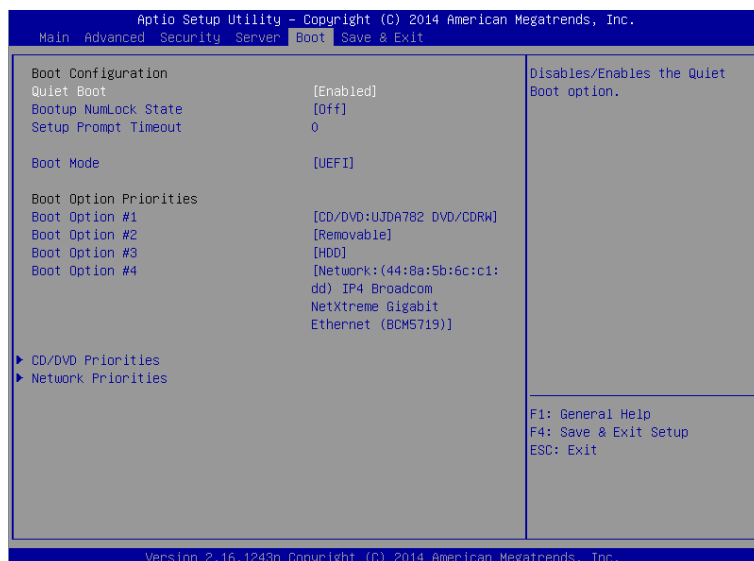 Aptio Setup Utility – Copyright (C) 2014 American Megatrends, Inc.
Main Advanced Security Server Boot Save & Exit
Boot Configuration
Quiet Boot [Enabled]
Bootup NumLock State [Off]
Setup Prompt Timeout 0
Boot Mode [UEFI]
Boot Option Priorities
Boot Option #1 [CD/DVD:UJDA782 DVD/CDRW]
Boot Option #2 [Removable]
Boot Option #3 [HDD]
Boot Option #4 [Network:(44:8a:5b:6c:c1:
dd) IP4 Broadcom
NetXtreme Gigabit
Ethernet (BCM5719)]
CD/DVD Priorities
Network Priorities
Disables/Enables the Quiet
Boot option.
F1: General Help
F4: Save & Exit Setup
ESC: Exit
Version 2.16.1243n Copyright (C) 2014 American Megatrends, Inc.